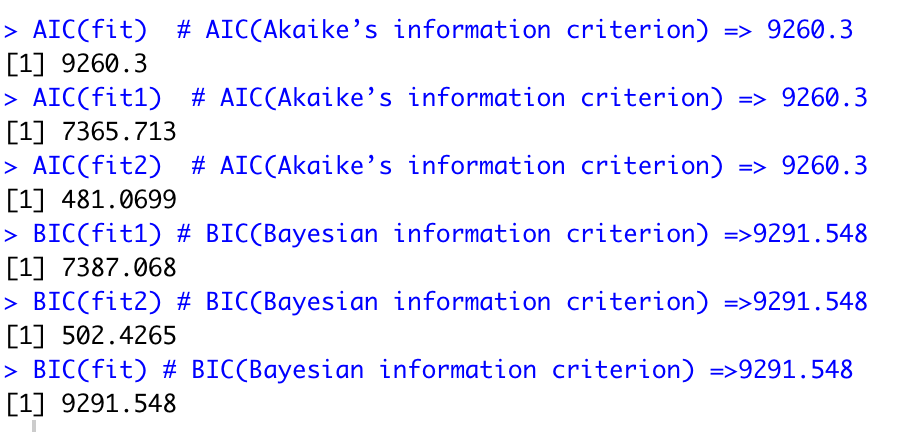 > AIC(fit)  # AIC(Akaike’s information criterion) => 9260.3
[1] 9260.3
> AIC(fit1)  # AIC(Akaike’s information criterion) => 9260.3
[1] 7365.713
> AIC(fit2)  # AIC(Akaike’s information criterion) => 9260.3
[1] 481.0699
> BIC(fit1) # BIC(Bayesian information criterion) =>9291.548
[1] 7387.068
> BIC(fit2) # BIC(Bayesian information criterion) =>9291.548
[1] 502.4265
> BIC(fit) # BIC(Bayesian information criterion) =>9291.548
[1] 9291.548